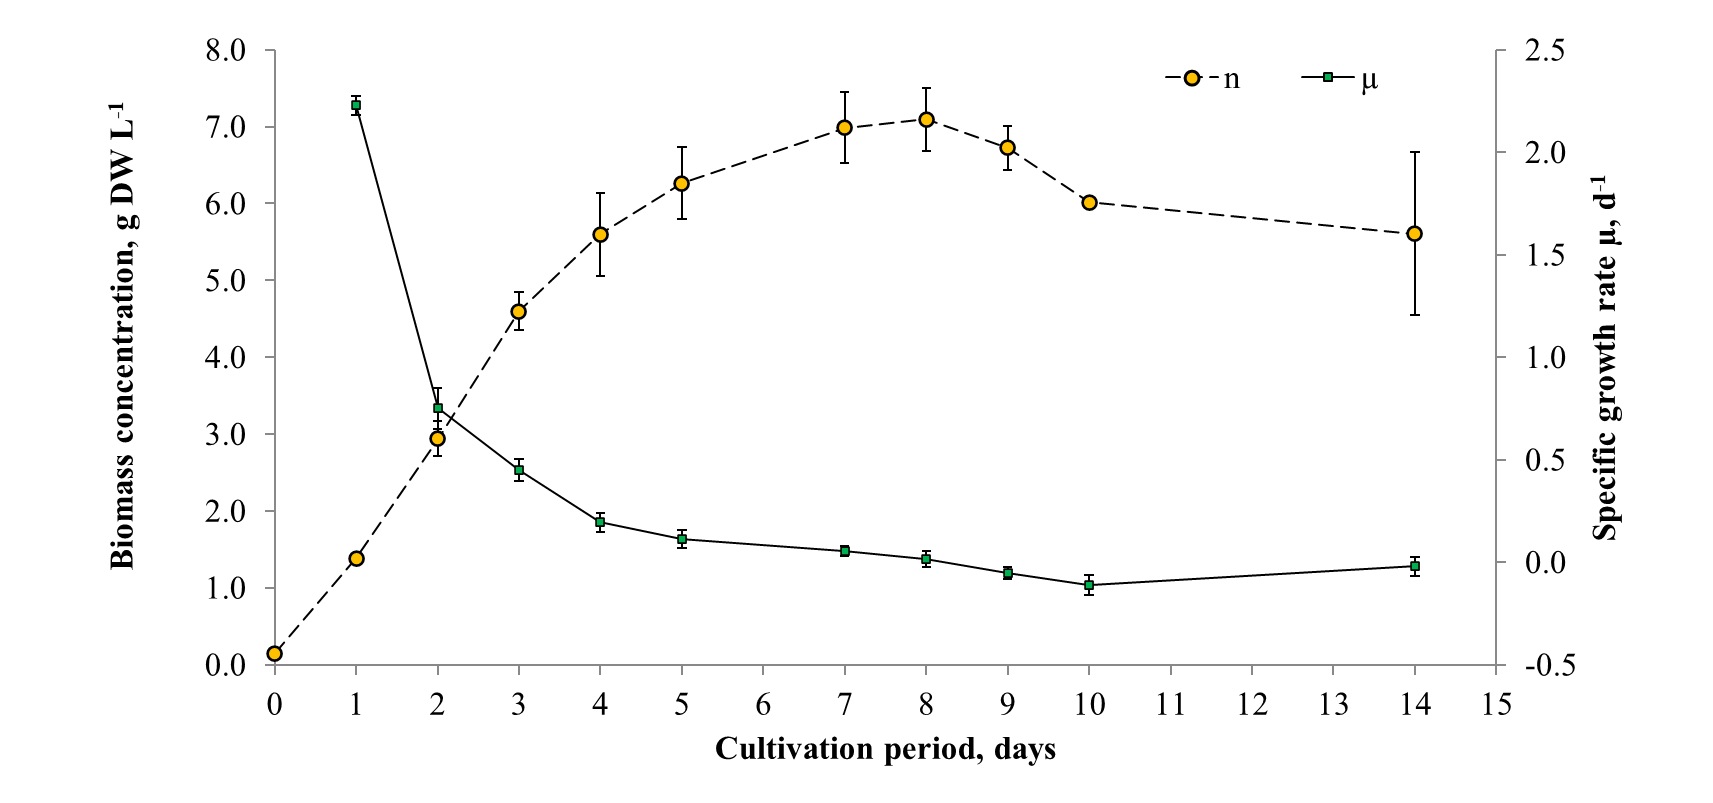 8.0
7.0
6.0
5.0
4.0
3.0
2.0
1.0
0.0
Biomass concentration, g DW L⁻¹
n
μ
2.5
2.0
1.5
1.0
0.5
0.0
-0.5
Specific growth rate μ, d⁻¹
0 1 2 3 4 5 6 7 8 9 10 11 12 13 14 15
Cultivation period, days